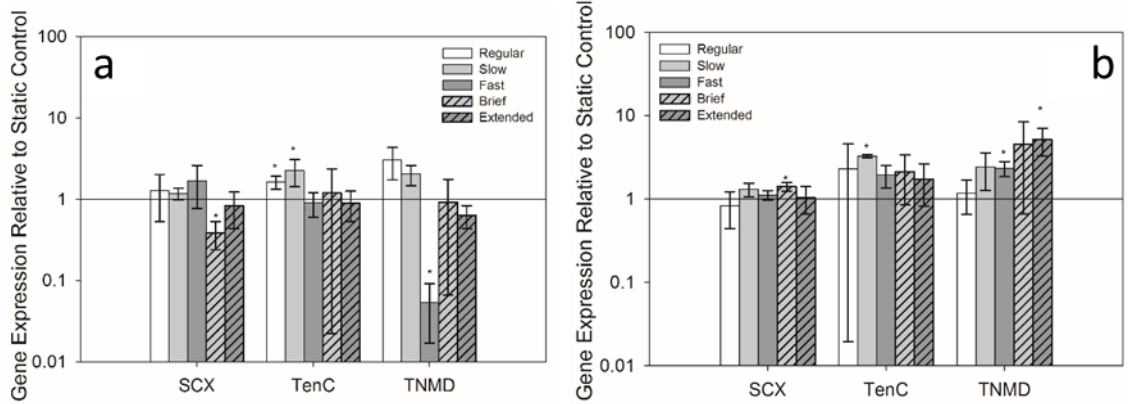 Gene Expression Relative to Static Control
100
10
1
0.1
0.01
a
Regular
Slow
Fast
Brief
Extended
*
*
*
*
SCX
TenC
TNMD
Gene Expression Relative to Static Control
100
10
1
0.1
0.01
b
Regular
Slow
Fast
Brief
Extended
*
*
*
*
SCX
TenC
TNMD